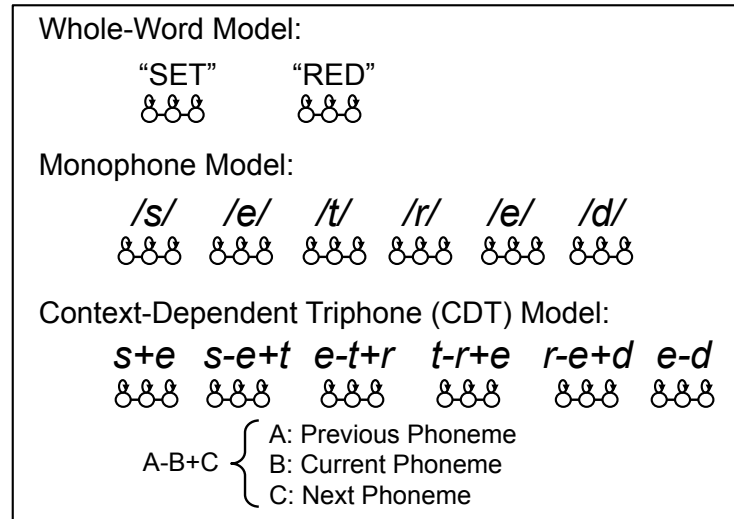 Whole-Word Model:
“SET” “RED”
Monophone Model:
/s/ /e/ /t/ /r/ /e/ /d/
Context-Dependent Triphone (CDT) Model:
s+e s-e+t e-t+r t-r+e r-e+d e-d
A: Previous Phoneme
A-B+C B: Current Phoneme
C: Next Phoneme